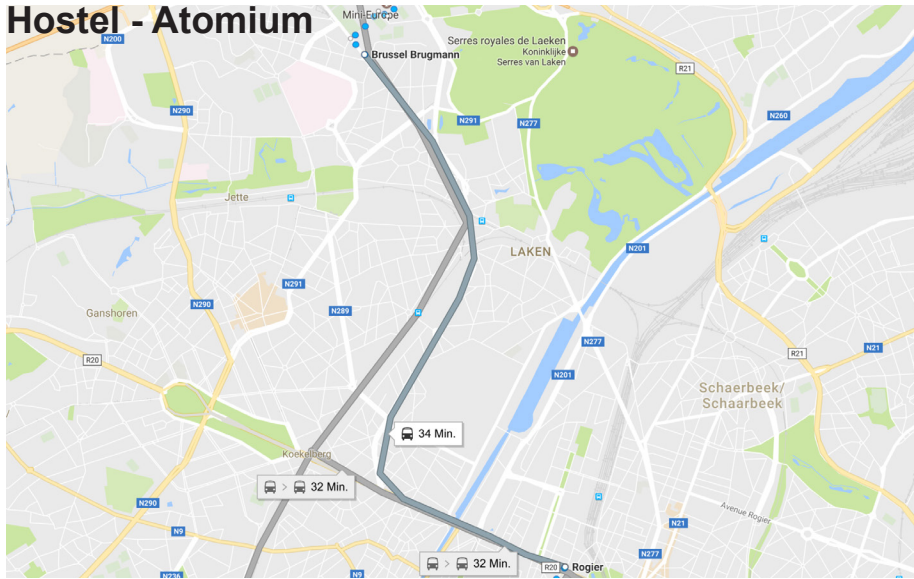 Hostel - Atomium
Mini-Europe
N200
Brussel Brugmann
Serres royales de Laeken
Koninklijke
Serres van Laken
R21
N290
N291
N277
N260
Jette
LAKEN
N201
N291
N290
N289
Ganshoren
N277
N21
R20
N201
R21
Schaerbeek/
Schaarbeek
34 Min.
Koekelberg
> 32 Min.
N290
Avenue Rogier
N9
N9
N21
N277
> 32 Min.
R20
Rogier
N236